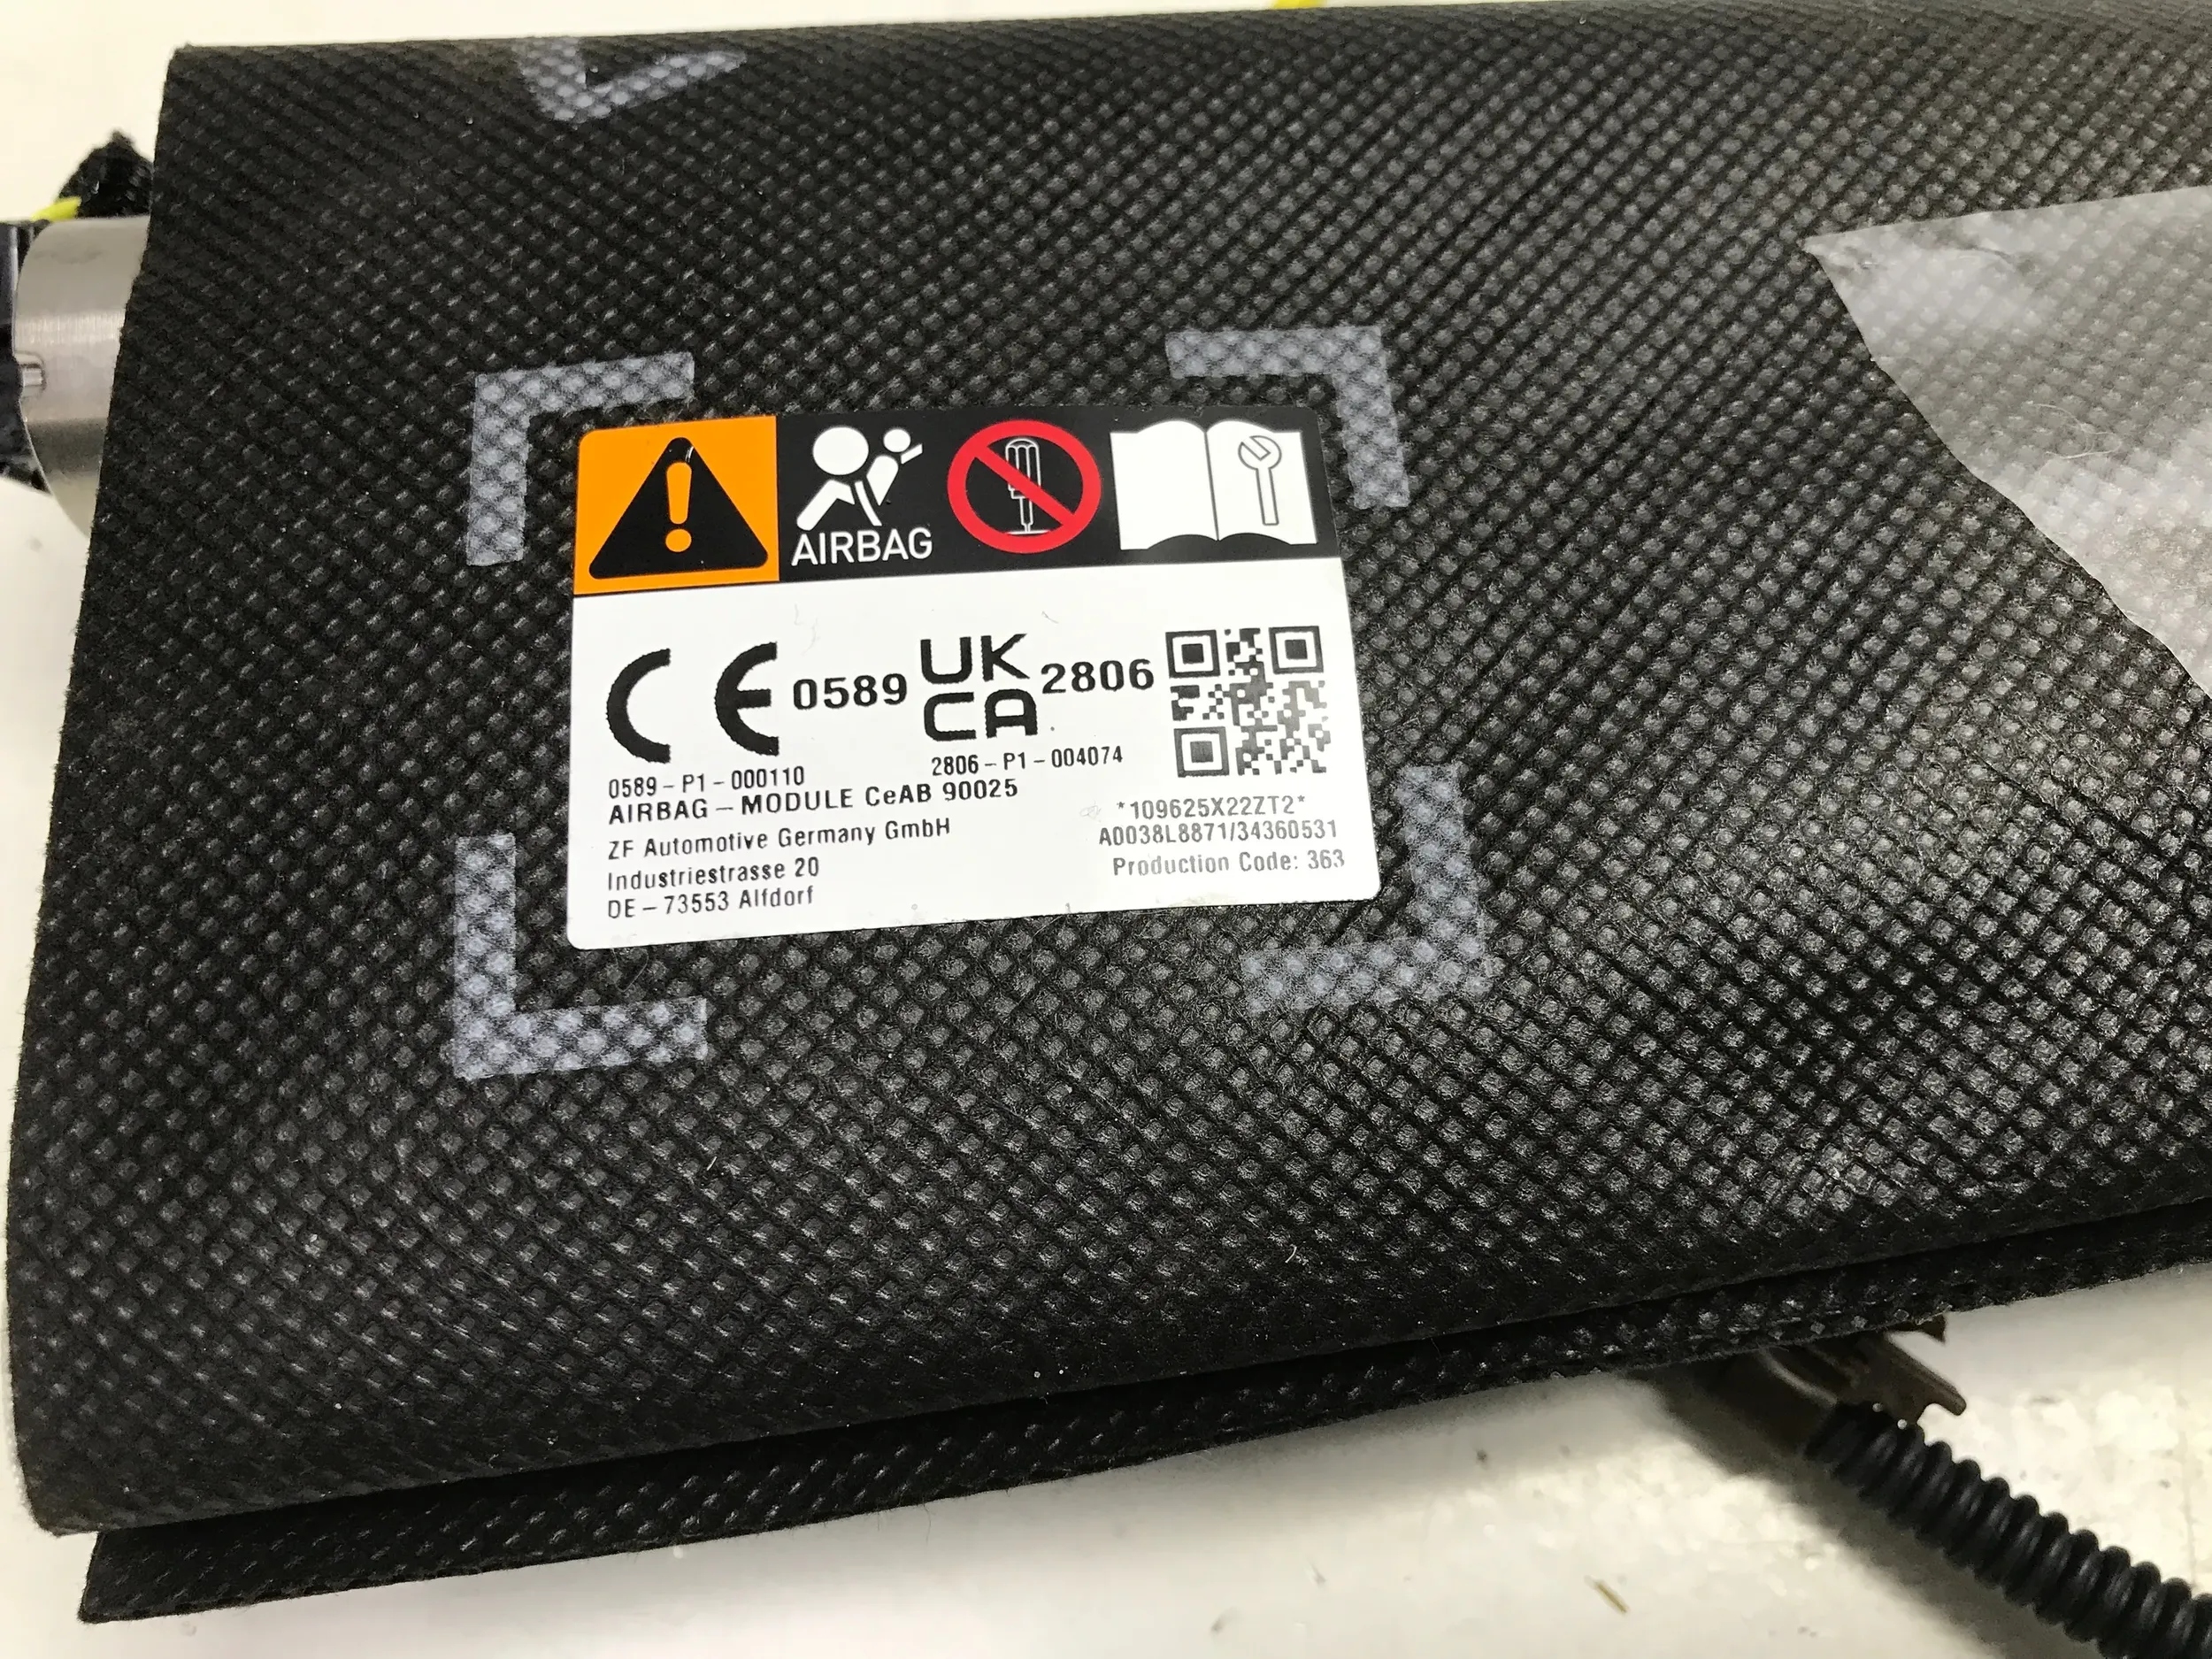 AIRBAG
CE 0589 UK CA 2806
0589-P1-000110
2806-P1-004074
AIRBAG-MODULE CeAB 90025
ZF Automotive Germany GmbH
Industriestrasse 20
DE-73553 Alfdorf
*109625X22ZT2*
A0038L8871/34360531
Production Code: 363